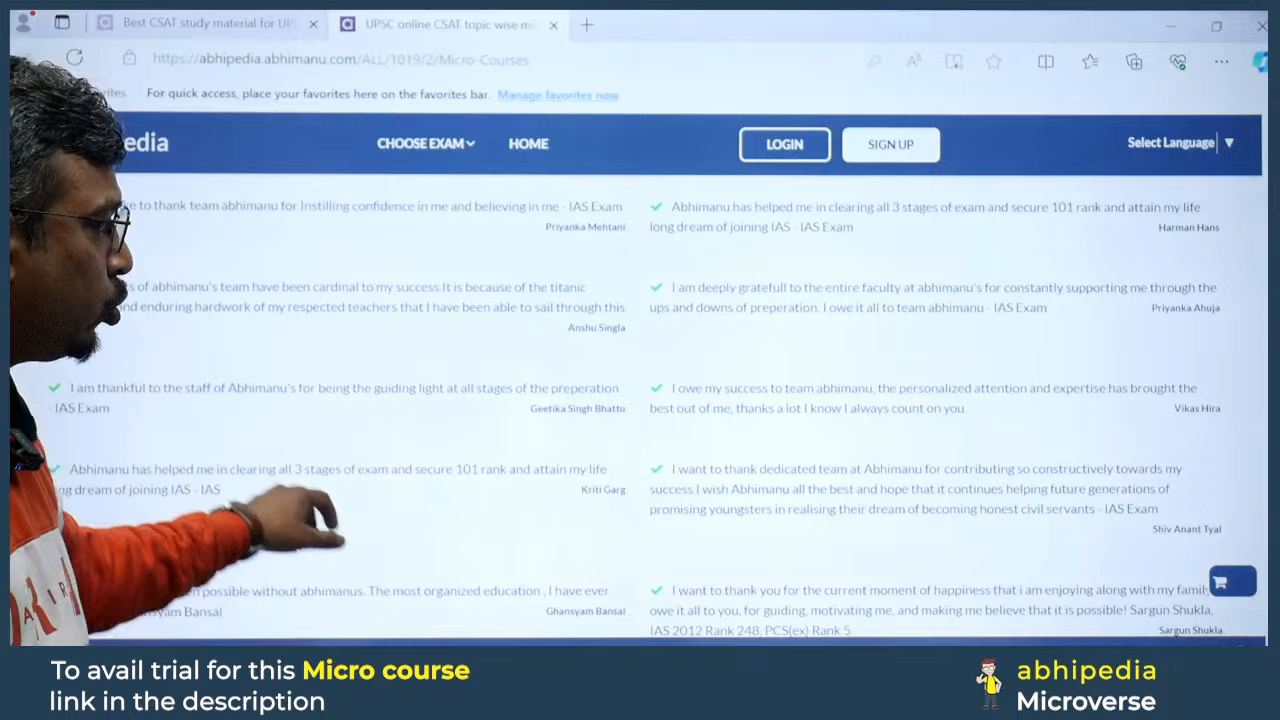 Best CSAT study material for UP
UPSC online CSAT topic wise mi
https://abhipedia.abhimanu.com/ALL/1019/2/Micro-Courses
For quick access, place your favorites here on the favorites bar. Manage favorites now
pedia
CHOOSE EXAM
HOME
LOGIN
SIGN UP
Select Language
to thank team abhimanu for Instilling confidence in me and believing in me - IAS Exam
Priyanka Mehtani
Abhimanu has helped me in clearing all 3 stages of exam and secure 101 rank and attain my life
long dream of joining IAS - IAS Exam
Harman Hans
of abhimanu's team have been cardinal to my success.It is because of the titanic
and enduring hardwork of my respected teachers that I have been able to sail through this
Anshu Singla
I am deeply gratefull to the entire faculty at abhimanu's for constantly supporting me through the
ups and downs of preperation. I owe it all to team abhimanu - IAS Exam
Priyanka Ahuja
I am thankful to the staff of Abhimanu's for being the guiding light at all stages of the preperation
- IAS Exam
Geetika Singh Bhattu
I owe my success to team abhimanu, the personalized attention and expertise has brought the
best out of me, thanks a lot I know I always count on you.
Vikas Hira
Abhimanu has helped me in clearing all 3 stages of exam and secure 101 rank and attain my life
dream of joining IAS - IAS
Kriti Garg
I want to thank dedicated team at Abhimanu for contributing so constructively towards my
success.I wish Abhimanu all the best and hope that it continues helping future generations of
promising youngsters in realising their dream of becoming honest civil servants - IAS Exam
Shiv Anant Tyal
possible without abhimanus. The most organized education , I have ever
Bansal
Ghansyam Bansal
I want to thank you for the current moment of happiness that i am enjoying along with my family,
owe it all to you, for guiding, motivating me, and making me believe that it is possible! Sargun Shukla,
IAS 2012 Rank 248, PCS(ex) Rank 5
Sargun Shukla
To avail trial for this Micro course
link in the description
abhipedia
Microverse